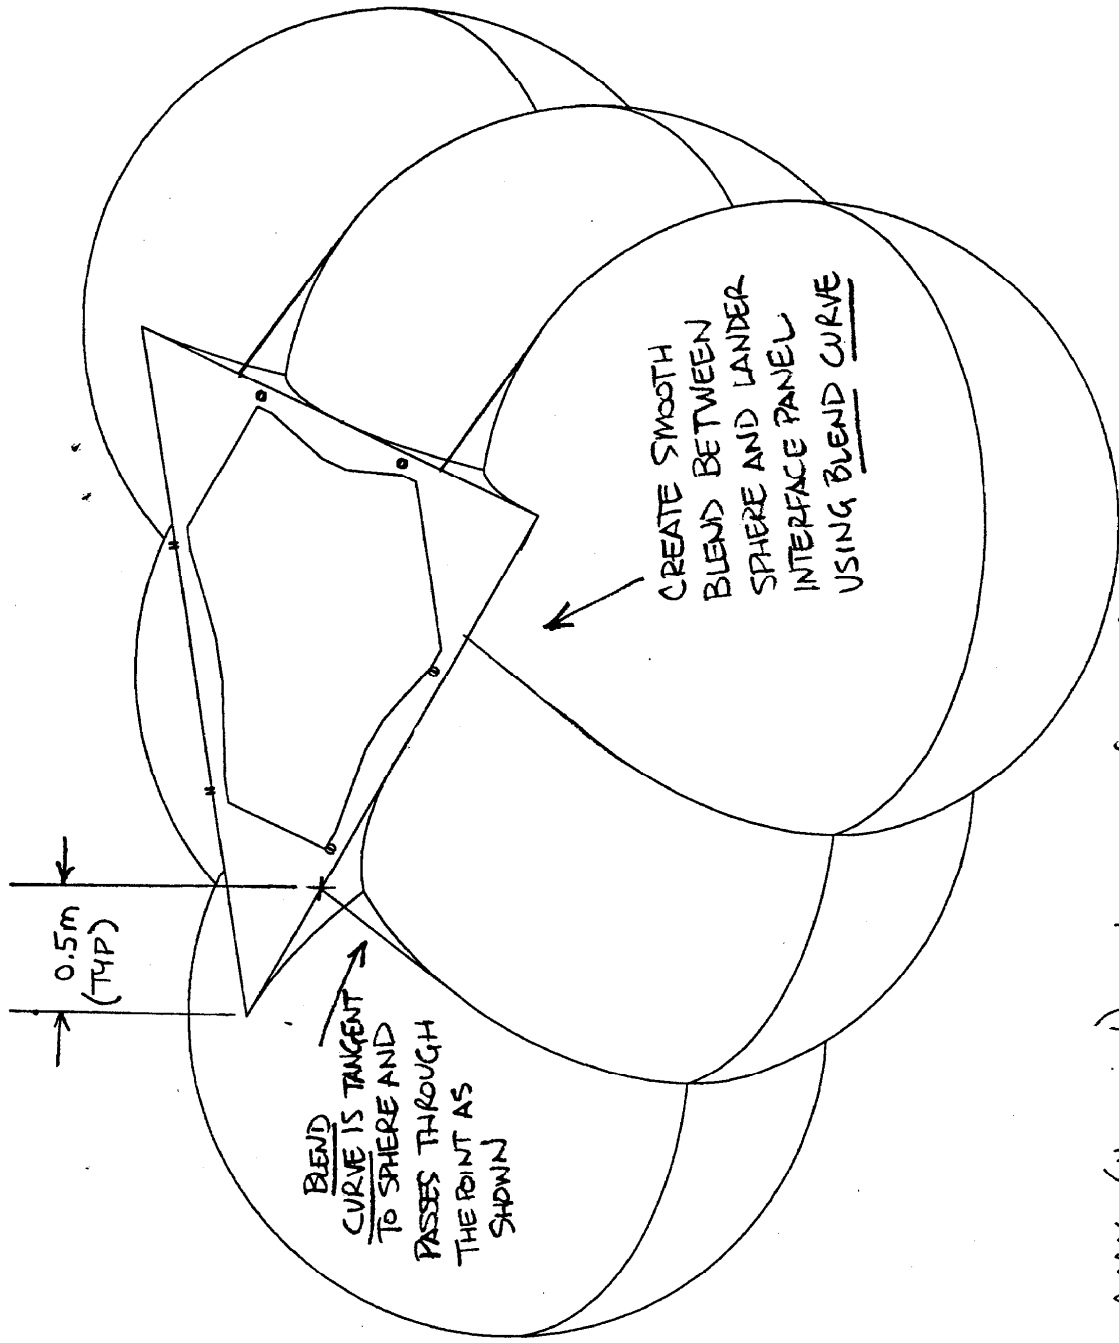 0.5m
(TYP)
BLEND
CURVE IS TANGENT
TO SPHERE AND
PASSES THROUGH
THE POINT AS
SHOWN
CREATE SMOOTH
BLEND BETWEEN
SPHERE AND LANDER
INTERFACE PANEL
USING BLEND CURVE